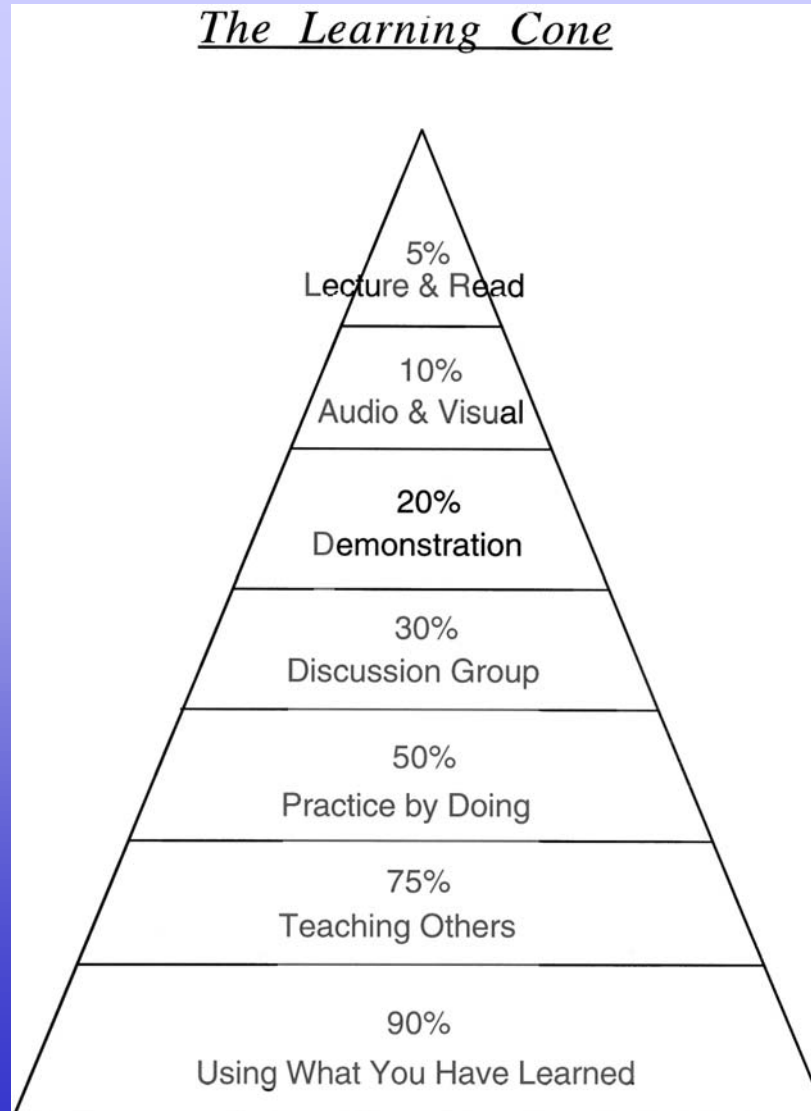 The Learning Cone
5%
Lecture & Read
10%
Audio & Visual
20%
Demonstration
30%
Discussion Group
50%
Practice by Doing
75%
Teaching Others
90%
Using What You Have Learned